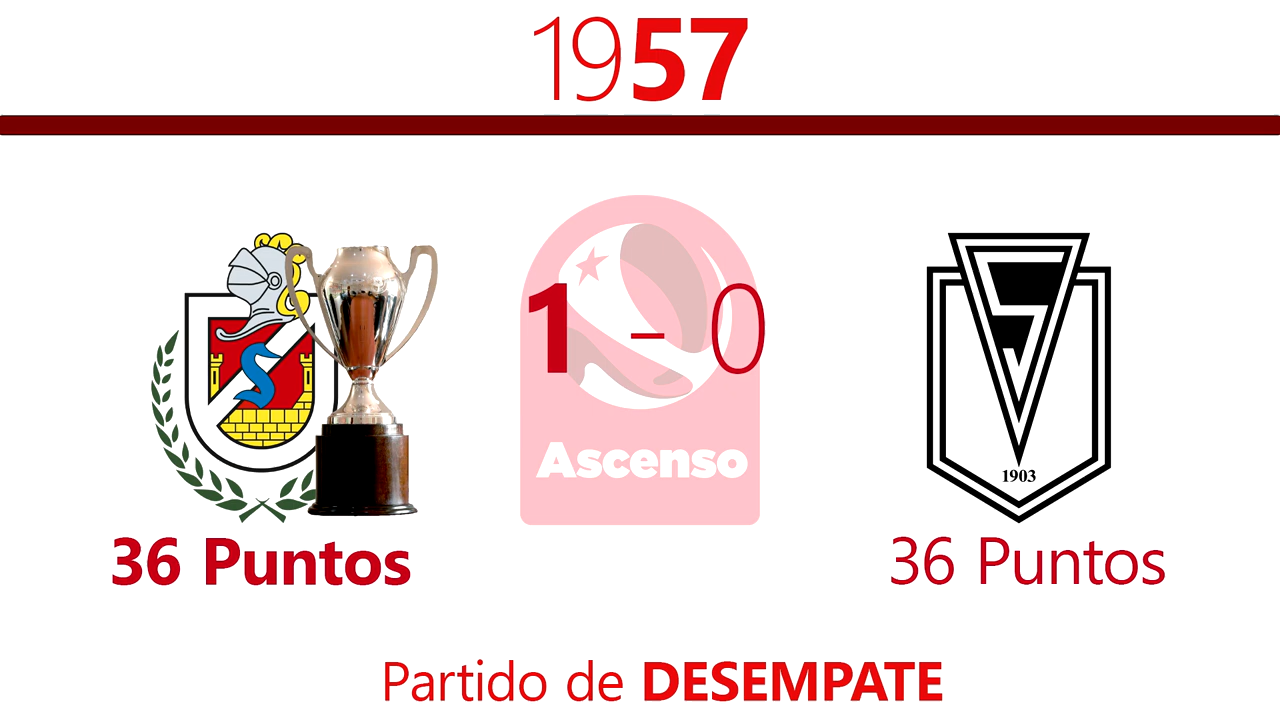 1957
1 - 0
Ascenso
1903
36 Puntos
36 Puntos
Partido de DESEMPATE